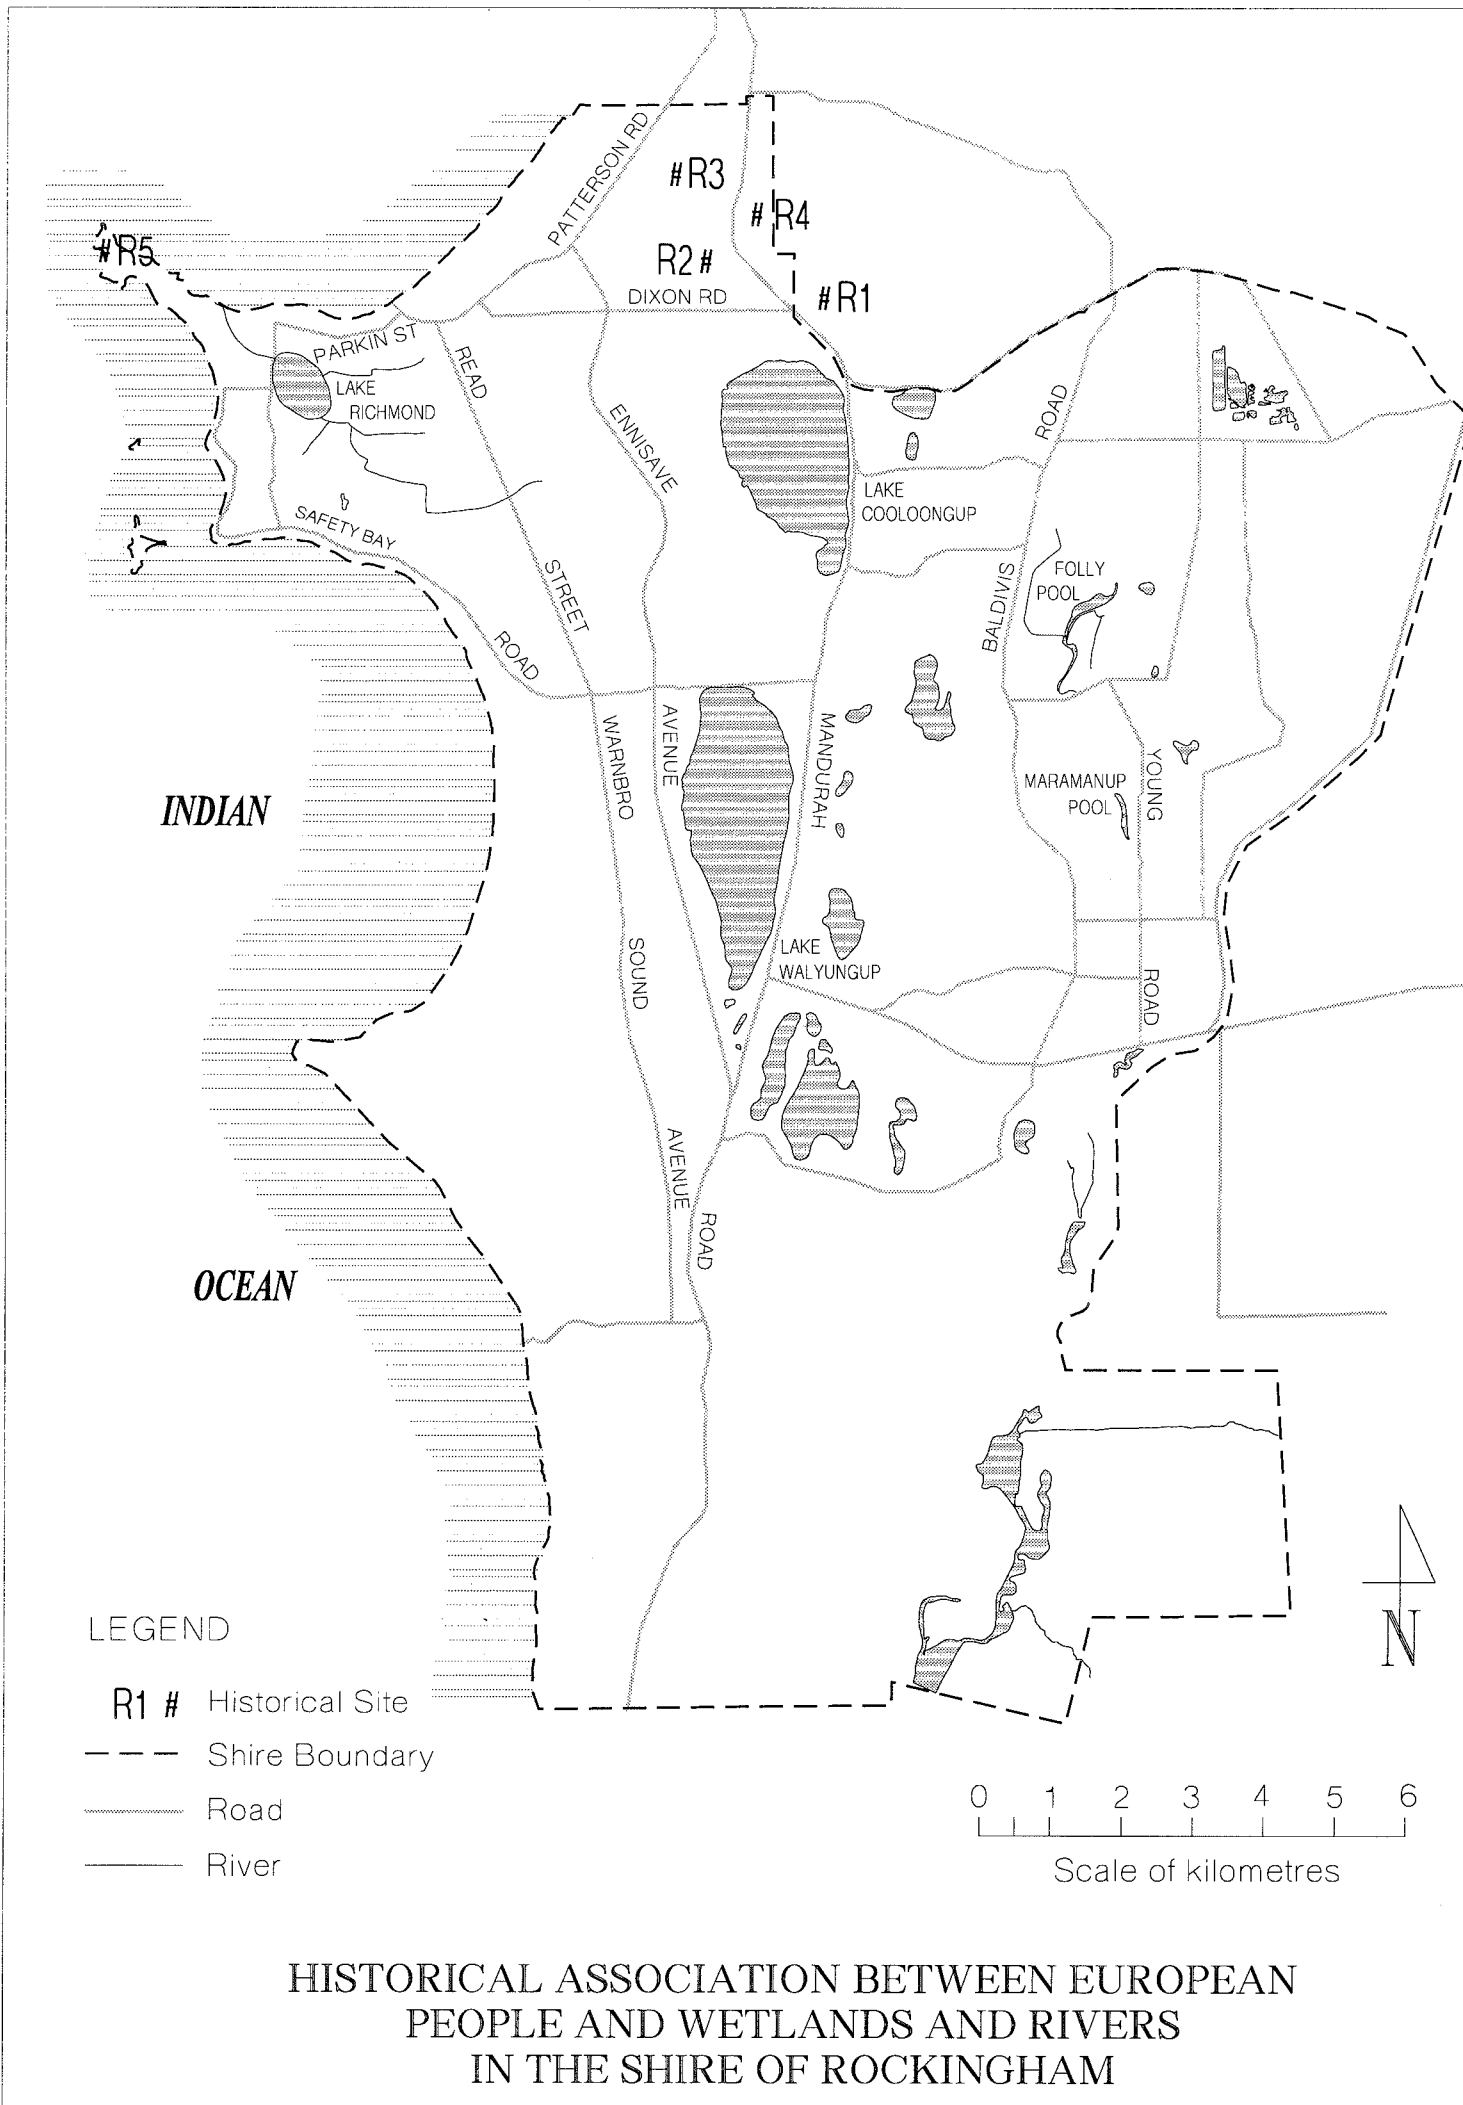 PATTERSON RD
#R3
# R4
#R5
R2#
DIXON RD
#R1
PARKIN ST
READ
LAKE
RICHMOND
ENNISAVE
ROAD
LAKE
COOLOONGUP
SAFETY BAY
STREET
FOLLY
POOL
BALDIVIS
ROAD
WARNBRO
AVENUE
MANDURAH
YOUNG
MARAMANUP
POOL
INDIAN
SOUND
LAKE
WALYUNGUP
ROAD
AVENUE
ROAD
OCEAN
LEGEND
R1 # Historical Site
Shire Boundary
Road
River
N
0 1 2 3 4 5 6
Scale of kilometres
HISTORICAL ASSOCIATION BETWEEN EUROPEAN
PEOPLE AND WETLANDS AND RIVERS
IN THE SHIRE OF ROCKINGHAM